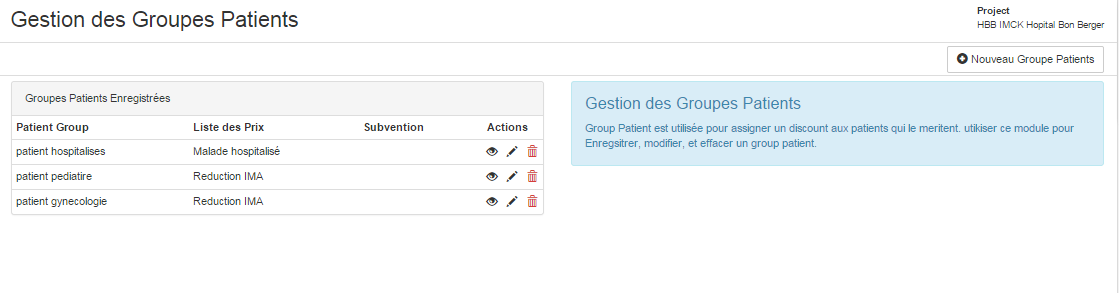 Gestion des Groupes Patients
Project
HBB IMCK Hopital Bon Berger
Nouveau Groupe Patients
Groupes Patients Enregistrées
Patient Group Liste des Prix Subvention Actions
patient hospitalises Malade hospitalisé
patient pediatire Reduction IMA
patient gynecologie Reduction IMA
Gestion des Groupes Patients
Group Patient est utilisée pour assigner un discount aux patients qui le meritent. utikiser ce module pour
Enregsitrer, modifier, et effacer un group patient.